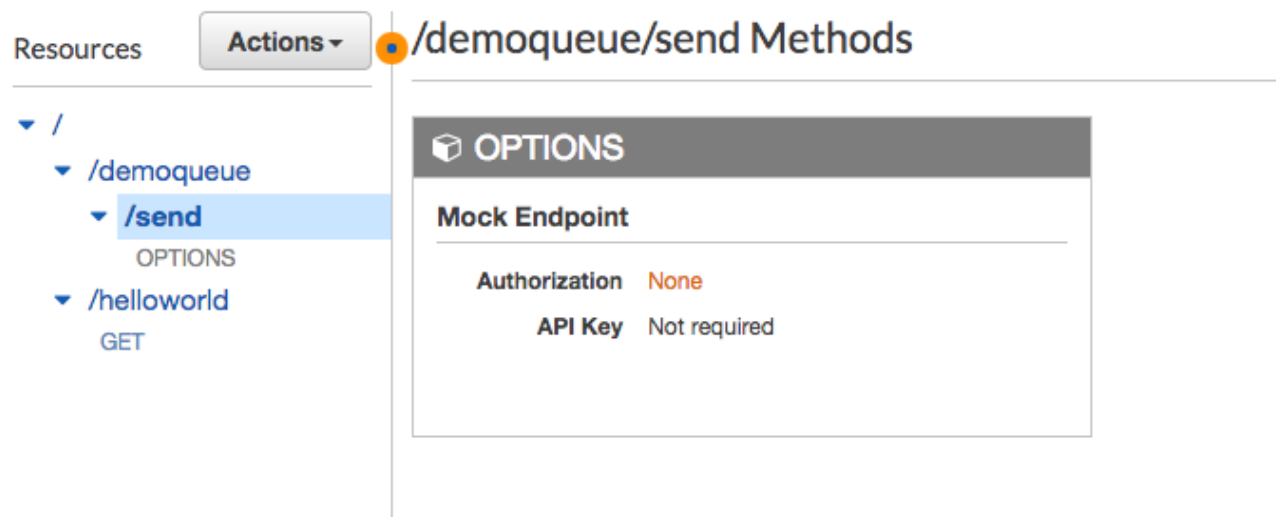 Resources
Actions
/
/demoqueue
/send
OPTIONS
/helloworld
GET
/demoqueue/send Methods
OPTIONS
Mock Endpoint
Authorization None
API Key Not required